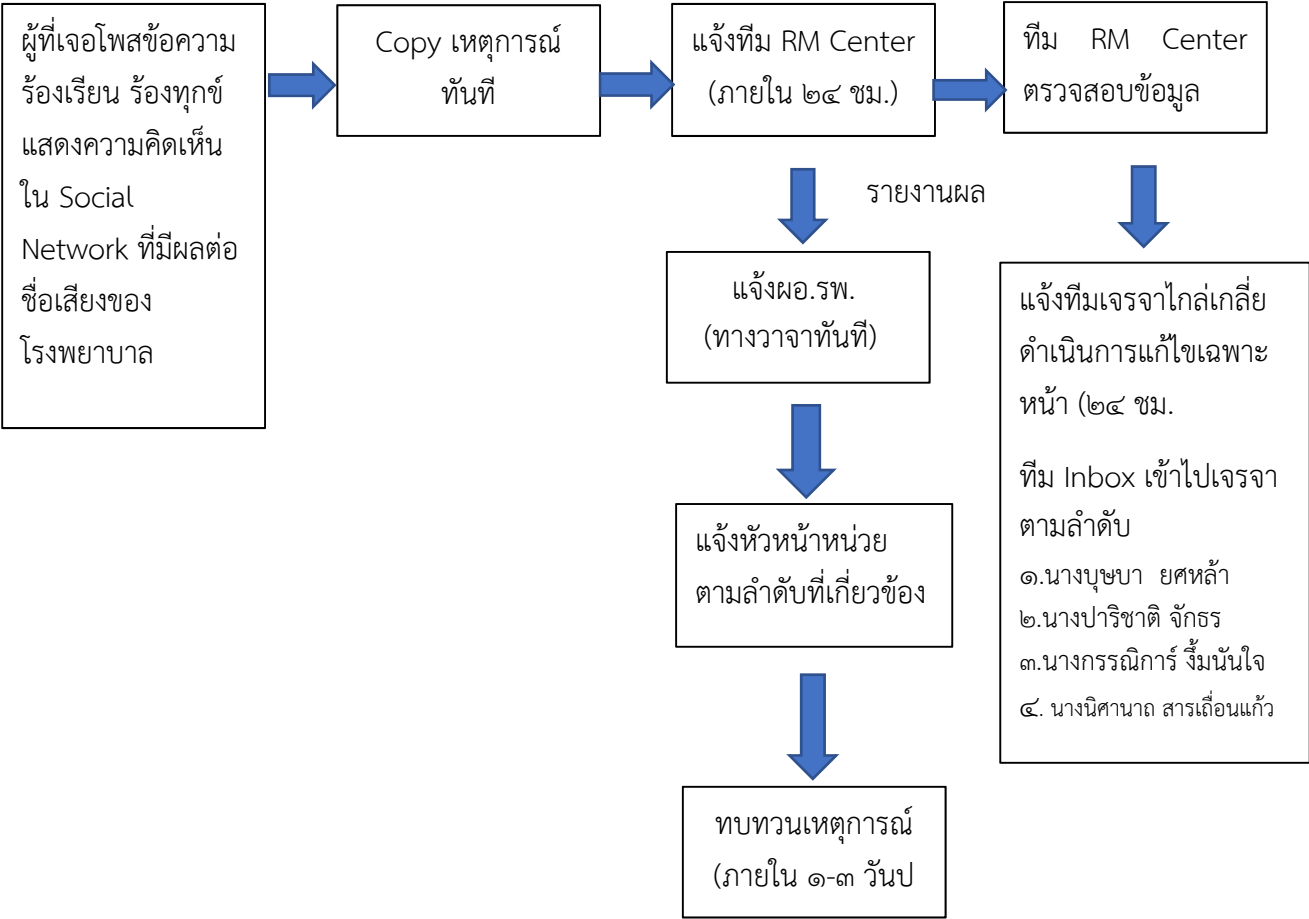 ผู้ที่เจอโพสข้อความ
ร้องเรียน ร้องทุกข์
แสดงความคิดเห็น
ใน Social
Network ที่มีผลต่อ
ชื่อเสียงของ
โรงพยาบาล
Copy เหตุการณ์
ทันที
แจ้งทีม RM Center
(ภายใน ๒๔ ชม.)
ทีม RM Center
ตรวจสอบข้อมูล
รายงานผล
แจ้งผอ.รพ.
(ทางวาจาทันที)
แจ้งหัวหน้าหน่วย
ตามลำดับที่เกี่ยวข้อง
ทบทวนเหตุการณ์
(ภายใน ๑-๓ วันป
แจ้งทีมเจรจาไกล่เกลี่ย
ดำเนินการแก้ไขเฉพาะ
หน้า (๒๔ ชม.
ทีม Inbox เข้าไปเจรจา
ตามลำดับ
๑.นางบุษบา ยศหล้า
๒.นางปาริชาติ จักธร
๓.นางกรรณิการ์ งึ้มนันใจ
๔. นางนิศานาถ สารเถื่อนแก้ว